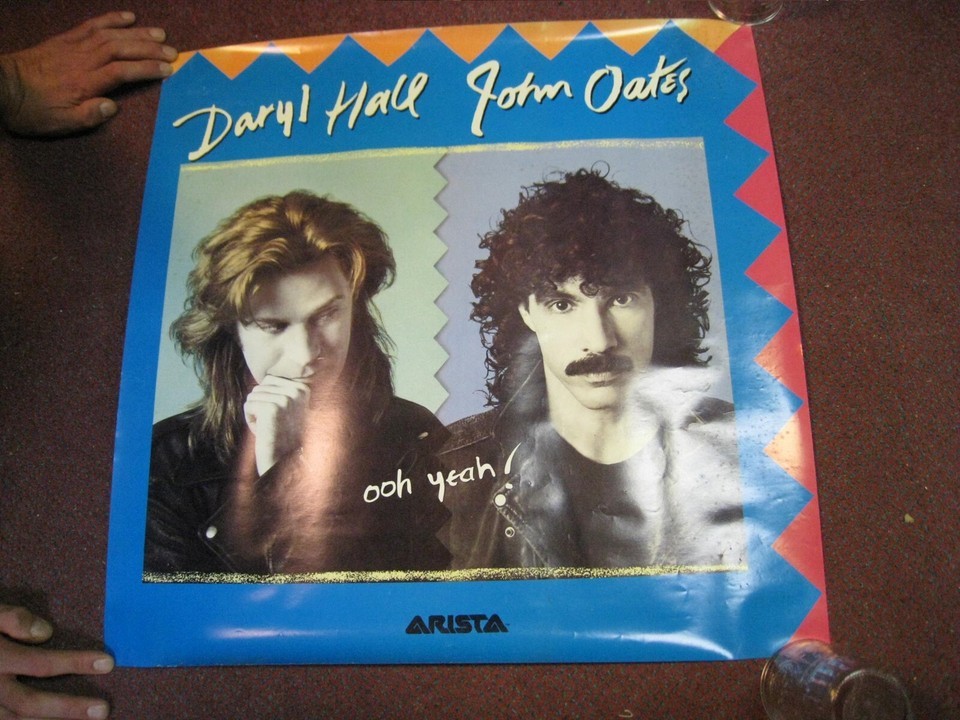 Daryl Hall John Oates
ooh yeah!
ARISTA